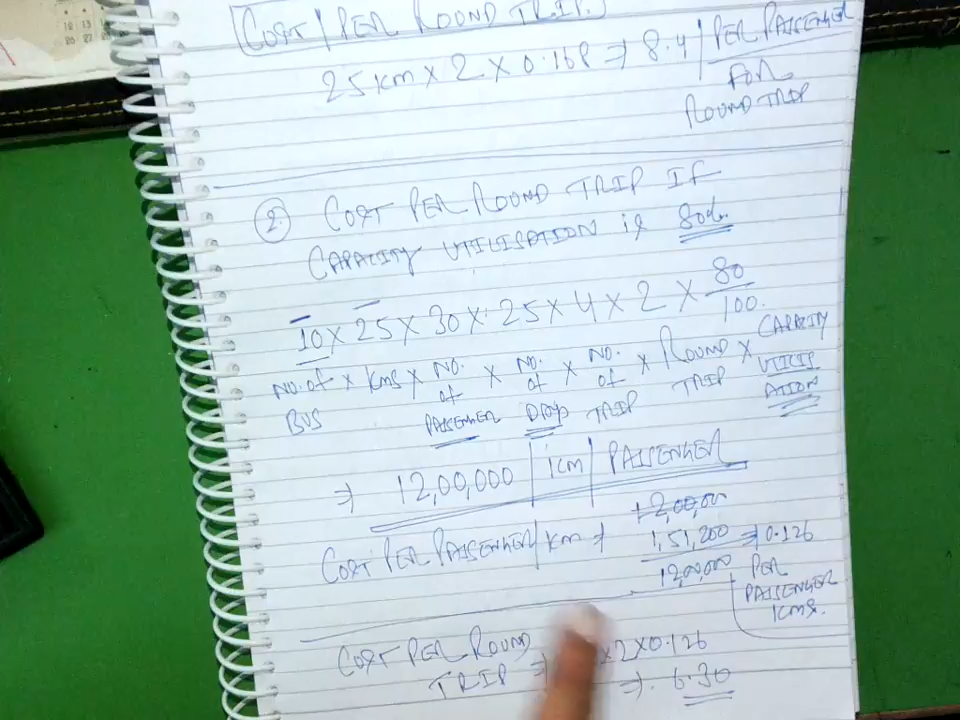 COST / PER ROUND TRIP.
25 km × 2 × 0.168 ⇒ 8.4 / PER PASSENGER
FOR
ROUND TRIP
② COST PER ROUND TRIP IF
CAPACITY UTILISATION is 80%.
10 × 25 × 30 × 25 × 4 × 2 × 80/100.
NO. of BUS × Kms × NO. of PASSENGER × NO. of Days × NO. of TRIP × ROUND TRIP × CAPACITY UTILISATION
⇒ 12,00,000 / km / PASSENGER
COST PER PASSENGER / Km ⇒ 1,51,200 / 12,00,000 ⇒ 0.126
PER
PASSENGER
kms.
COST PER ROUND
TRIP ⇒ × 2 × 0.126
⇒ 6.30